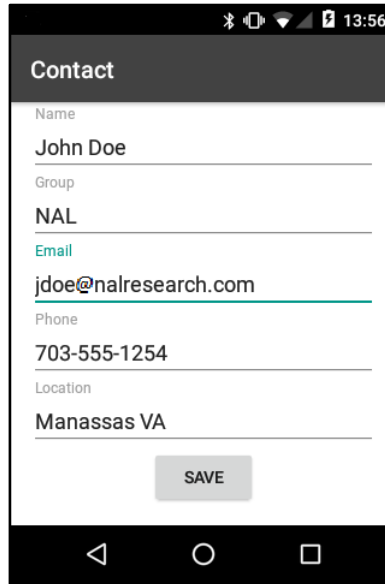 13:56
Contact
Name
John Doe
Group
NAL
Email
jdoe@nalresearch.com
Phone
703-555-1254
Location
Manassas VA
SAVE